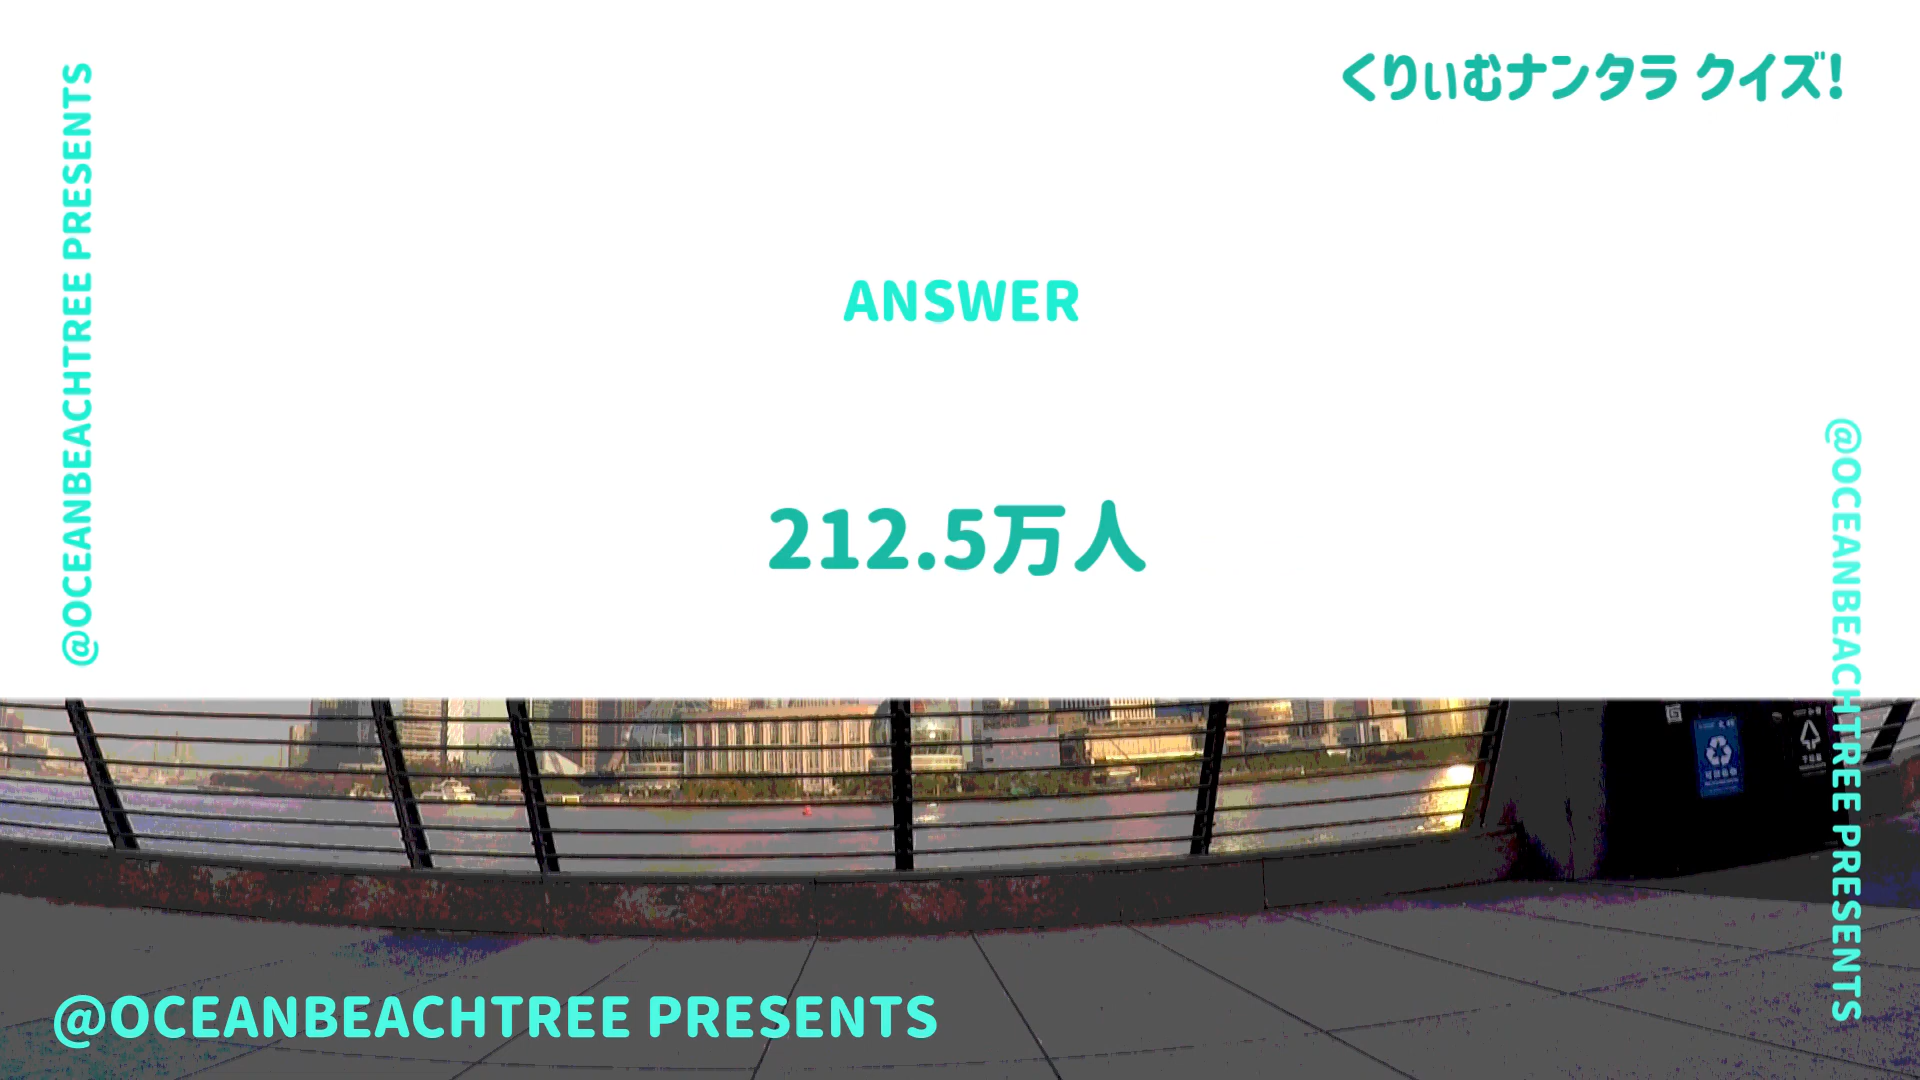 くりぃむナンタラ クイズ!
@OCEANBEACHTREE PRESENTS
ANSWER
212.5万人
@OCEANBEACHTREE PRESENTS
@OCEANBEACHTREE PRESENTS